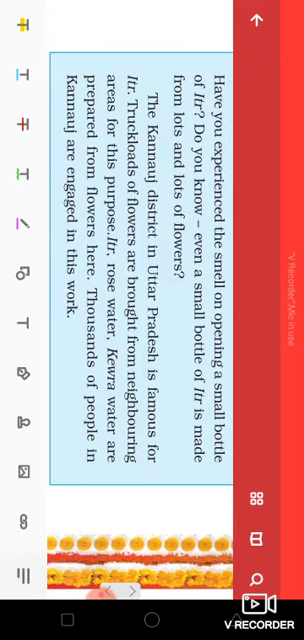 Have you experienced the smell on opening a small bottle
of Itr? Do you know – even a small bottle of Itr is made
from lots and lots of flowers?
The Kannauj district in Uttar Pradesh is famous for
Itr. Truckloads of flowers are brought from neighbouring
areas for this purpose.Itr, rose water, Kewra water are
prepared from flowers here. Thousands of people in
Kannauj are engaged in this work.
"V Recorder",Mic in use
V RECORDER